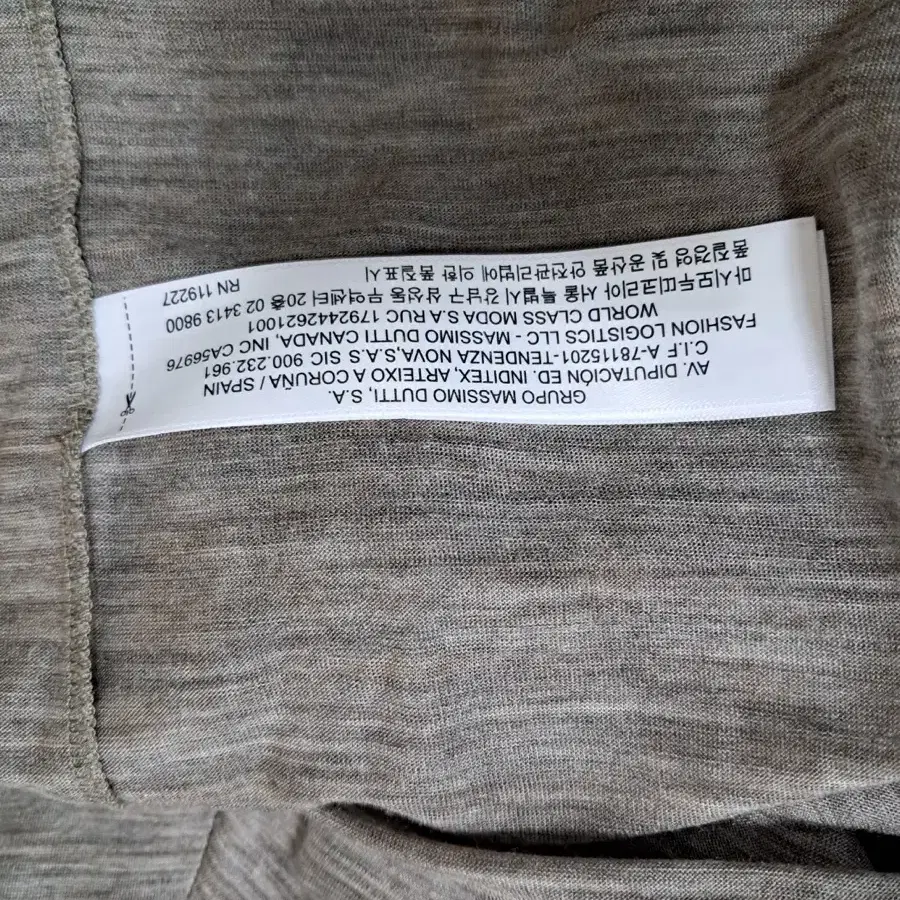 GRUPO MASSIMO DUTTI, S.A.
AV. DIPUTACIÓN ED. INDITEX, ARTEIXO A CORUÑA / SPAIN
C.I.F A-78115201-TENDENZA NOVA,S.A.S SIC 900.232.961
FASHION LOGISTICS LLC - MASSIMO DUTTI CANADA, INC CA56976
WORLD CLASS MODA S.A RUC 1792442621001
마시모두띠코리아 서울 특별시 강남구 삼성동 무역센터 20층 02 3413 9800
품질경영 및 공산품 안전관리법에 의한 품질표시
RN 119227